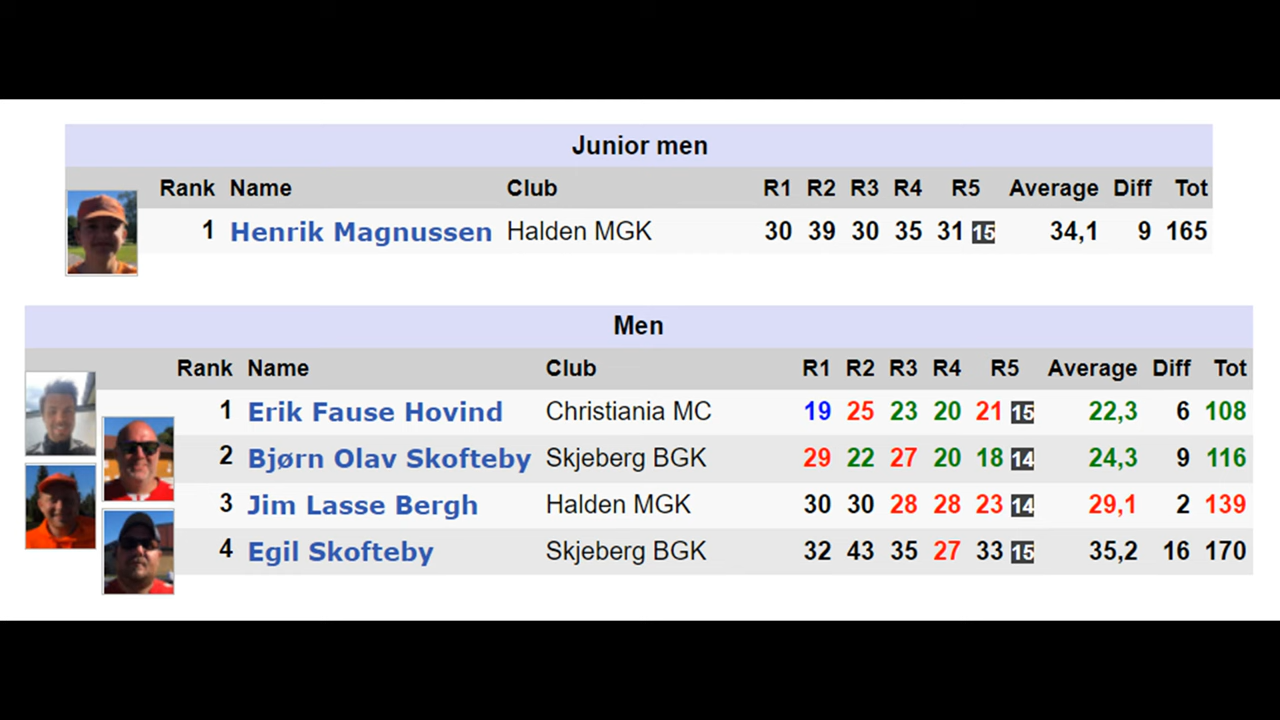 Junior men
Rank Name Club R1 R2 R3 R4 R5 Average Diff Tot
1 Henrik Magnussen Halden MGK 30 39 30 35 31 15 34,1 9 165
Men
Rank Name Club R1 R2 R3 R4 R5 Average Diff Tot
1 Erik Fause Hovind Christiania MC 19 25 23 20 21 15 22,3 6 108
2 Bjørn Olav Skofteby Skjeberg BGK 29 22 27 20 18 14 24,3 9 116
3 Jim Lasse Bergh Halden MGK 30 30 28 28 23 14 29,1 2 139
4 Egil Skofteby Skjeberg BGK 32 43 35 27 33 15 35,2 16 170